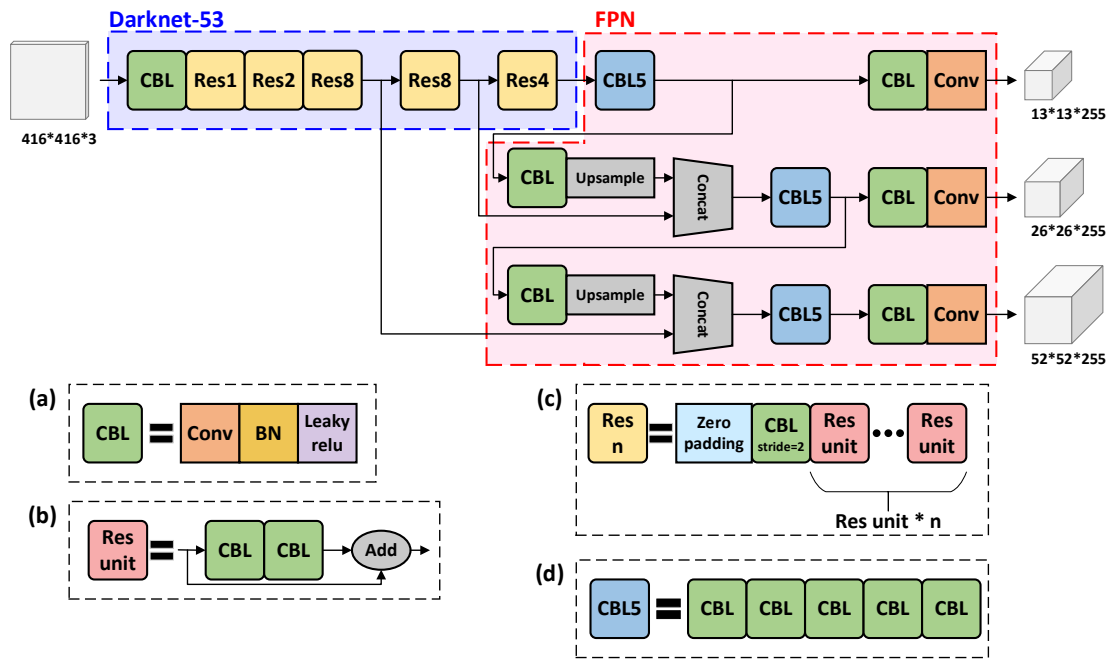 Darknet-53
FPN
CBL
Res1
Res2
Res8
Res8
Res4
CBL5
CBL
Conv
416*416*3
13*13*255
CBL
Upsample
Concat
CBL5
CBL
Conv
26*26*255
CBL
Upsample
Concat
CBL5
CBL
Conv
52*52*255
(a)
CBL
=
Conv
BN
Leaky
relu
(b)
Res
unit
=
CBL
CBL
Add
(c)
Res
n
=
Zero
padding
CBL
stride=2
Res
unit
•••
Res
unit
Res unit * n
(d)
CBL5
=
CBL
CBL
CBL
CBL
CBL